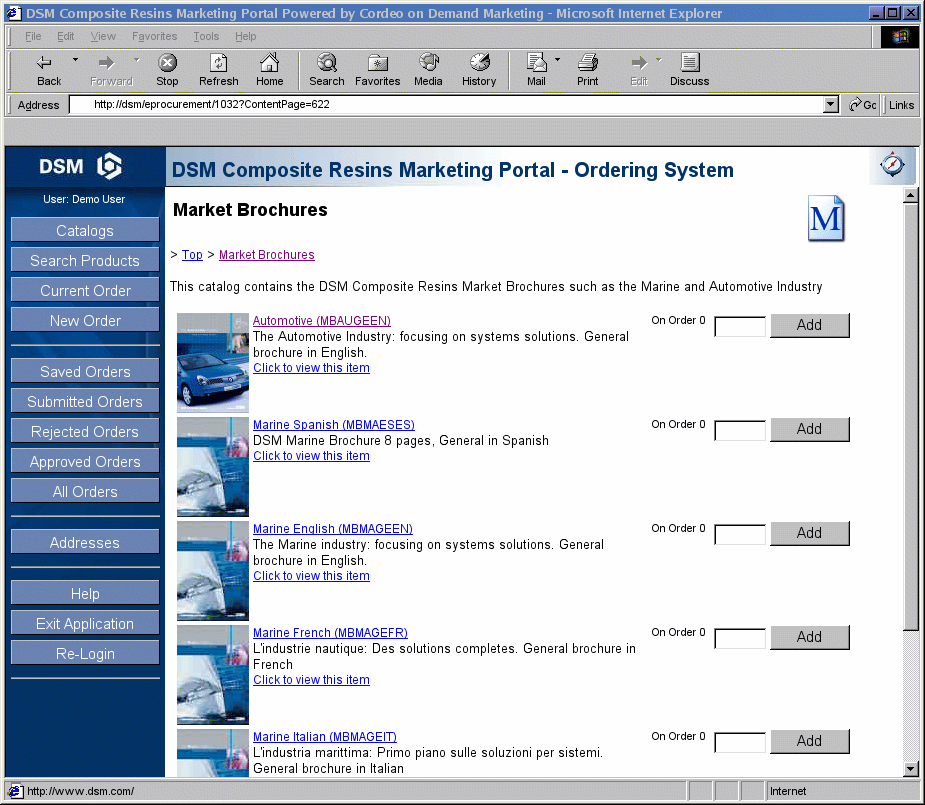 DSM Composite Resins Marketing Portal Powered by Cordeo on Demand Marketing - Microsoft Internet Explorer
File Edit View Favorites Tools Help
Back Forward Stop Refresh Home Search Favorites Media History Mail Print Edit Discuss
Address http://dsm/eprocurement/1032?ContentPage=622 Go Links
DSM
DSM Composite Resins Marketing Portal - Ordering System
User: Demo User
Catalogs
Search Products
Current Order
New Order
Saved Orders
Submitted Orders
Rejected Orders
Approved Orders
All Orders
Addresses
Help
Exit Application
Re-Login
Market Brochures
M
> Top > Market Brochures
This catalog contains the DSM Composite Resins Market Brochures such as the Marine and Automotive Industry
Automotive (MBAUGEEN) On Order 0 Add
The Automotive Industry: focusing on systems solutions. General
brochure in English.
Click to view this item
Marine Spanish (MBMAESES) On Order 0 Add
DSM Marine Brochure 8 pages, General in Spanish
Click to view this item
Marine English (MBMAGEEN) On Order 0 Add
The Marine industry: focusing on systems solutions. General
brochure in English.
Click to view this item
Marine French (MBMAGEFR) On Order 0 Add
L'industrie nautique: Des solutions completes. General brochure in
French
Click to view this item
Marine Italian (MBMAGEIT) On Order 0 Add
L'industria marittima: Primo piano sulle soluzioni per sistemi.
General brochure in Italian
http://www.dsm.com/ Internet